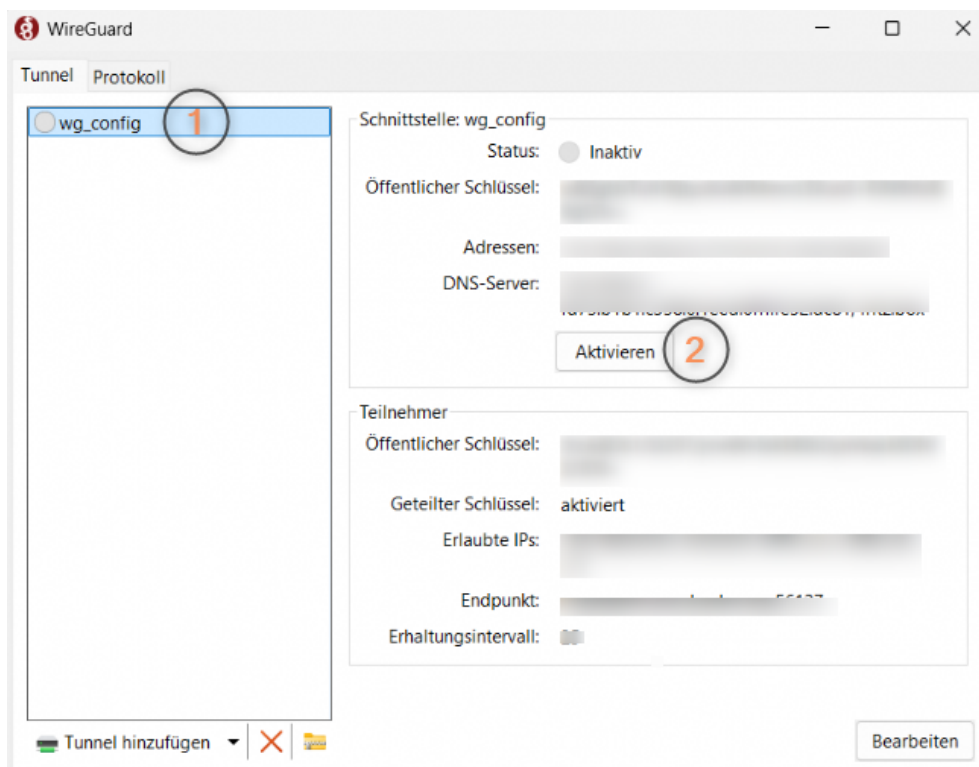 WireGuard
Tunnel Protokoll
wg_config 1
Schnittstelle: wg_config
Status: Inaktiv
Öffentlicher Schlüssel:
Adressen:
DNS-Server:
Aktivieren 2
Teilnehmer
Öffentlicher Schlüssel:
Geteilter Schlüssel: aktiviert
Erlaubte IPs:
Endpunkt:
Erhaltungsintervall:
Tunnel hinzufügen
Bearbeiten